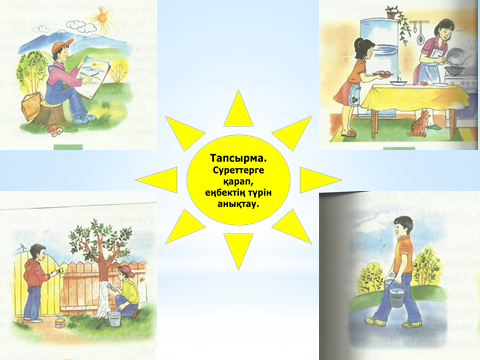 Тапсырма.
Суреттерге
қарап,
еңбектің түрін
анықтау.